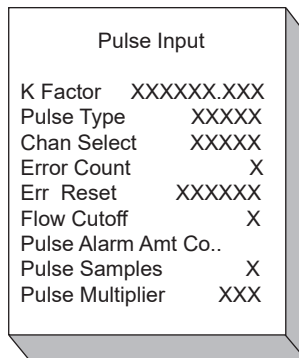 Pulse Input
K Factor XXXXXX.XXX
Pulse Type XXXXX
Chan Select XXXXX
Error Count X
Err Reset XXXXXX
Flow Cutoff X
Pulse Alarm Amt Co..
Pulse Samples X
Pulse Multiplier XXX